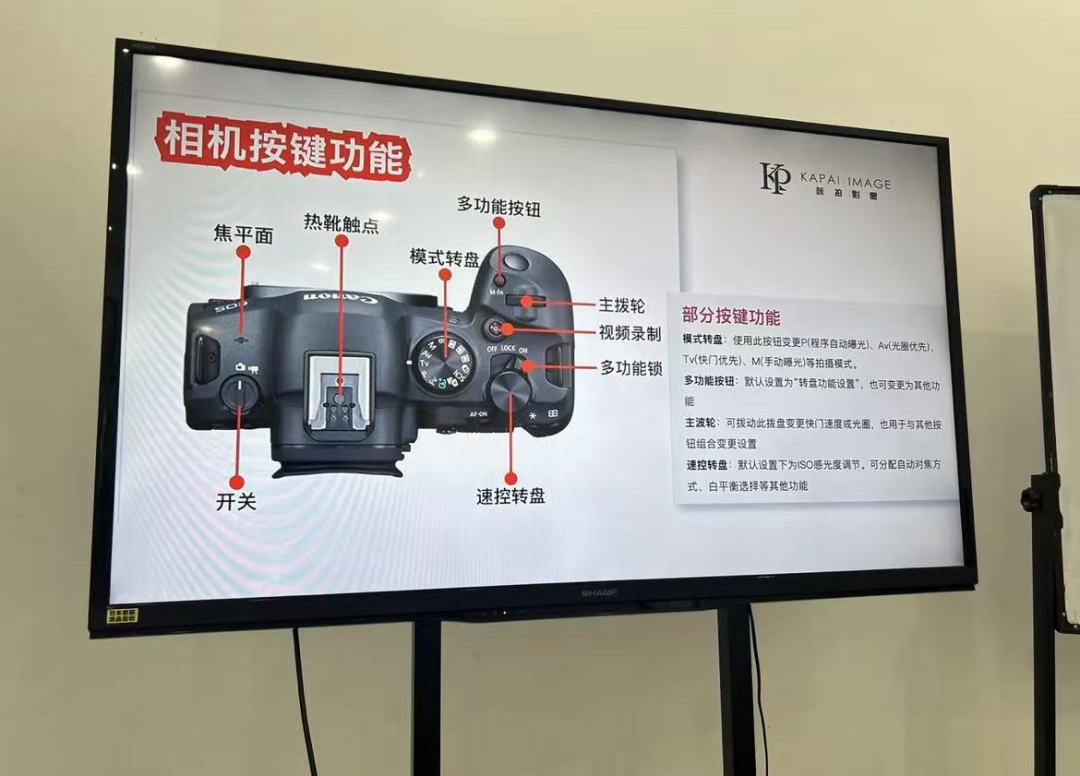 相机按键功能
KP KAPAI IMAGE
咔拍影像
多功能按钮
热靴触点
焦平面
模式转盘
主拨轮
视频录制
多功能锁
速控转盘
开关
Canon
EOS
M-Fn
OFF LOCK ON
AF-ON
部分按键功能
模式转盘：使用此按钮变更P(程序自动曝光)、Av(光圈优先)、
Tv(快门优先)、M(手动曝光)等拍摄模式。
多功能按钮：默认设置为“转盘功能设置”，也可变更为其他功
能
主波轮：可拨动此拨盘变更快门速度或光圈，也用于与其他按
钮组合变更设置
速控转盘：默认设置下为ISO感光度调节。可分配自动对焦方
式、白平衡选择等其他功能
SHARP